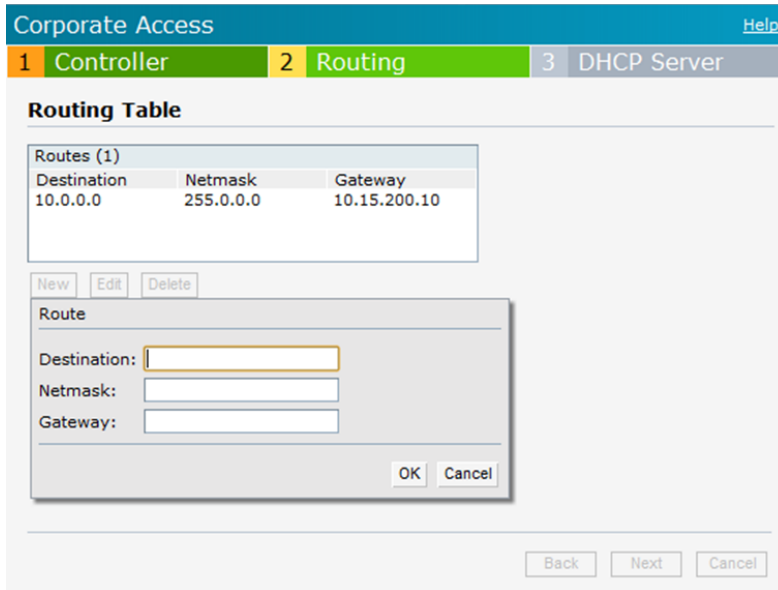 Corporate Access Help
1 Controller 2 Routing 3 DHCP Server
Routing Table
Routes (1)
Destination Netmask Gateway
10.0.0.0 255.0.0.0 10.15.200.10
New Edit Delete
Route
Destination:
Netmask:
Gateway:
OK Cancel
Back Next Cancel